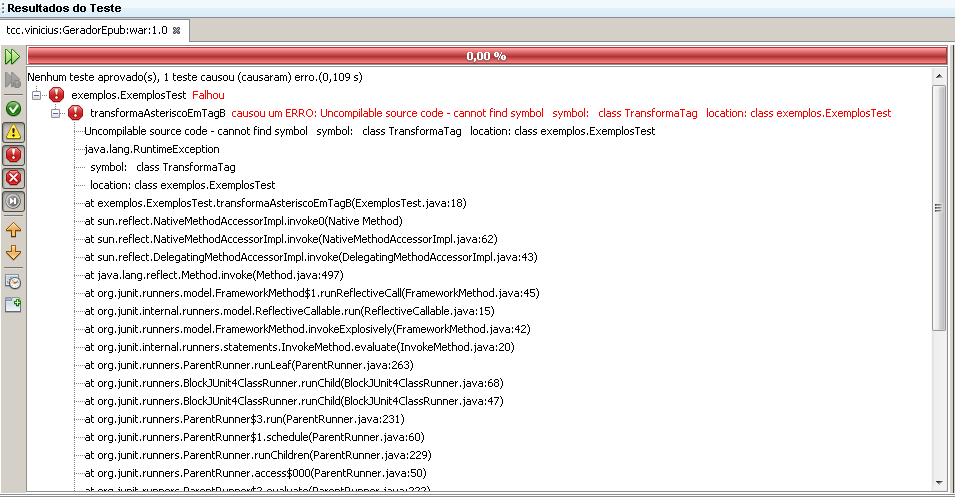 Resultados do Teste
tcc.vinicius:GeradorEpub:war:1.0
0,00 %
Nenhum teste aprovado(s), 1 teste causou (causaram) erro.(0,109 s)
exemplos.ExemplosTest Falhou
transformaAsteriscoEmTagB causou um ERRO: Uncompilable source code - cannot find symbol symbol: class TransformaTag location: class exemplos.ExemplosTest
Uncompilable source code - cannot find symbol symbol: class TransformaTag location: class exemplos.ExemplosTest
java.lang.RuntimeException
symbol: class TransformaTag
location: class exemplos.ExemplosTest
at exemplos.ExemplosTest.transformaAsteriscoEmTagB(ExemplosTest.java:18)
at sun.reflect.NativeMethodAccessorImpl.invoke0(Native Method)
at sun.reflect.NativeMethodAccessorImpl.invoke(NativeMethodAccessorImpl.java:62)
at sun.reflect.DelegatingMethodAccessorImpl.invoke(DelegatingMethodAccessorImpl.java:43)
at java.lang.reflect.Method.invoke(Method.java:497)
at org.junit.runners.model.FrameworkMethod$1.runReflectiveCall(FrameworkMethod.java:45)
at org.junit.internal.runners.model.ReflectiveCallable.run(ReflectiveCallable.java:15)
at org.junit.runners.model.FrameworkMethod.invokeExplosively(FrameworkMethod.java:42)
at org.junit.internal.runners.statements.InvokeMethod.evaluate(InvokeMethod.java:20)
at org.junit.runners.ParentRunner.runLeaf(ParentRunner.java:263)
at org.junit.runners.BlockJUnit4ClassRunner.runChild(BlockJUnit4ClassRunner.java:68)
at org.junit.runners.BlockJUnit4ClassRunner.runChild(BlockJUnit4ClassRunner.java:47)
at org.junit.runners.ParentRunner$3.run(ParentRunner.java:231)
at org.junit.runners.ParentRunner$1.schedule(ParentRunner.java:60)
at org.junit.runners.ParentRunner.runChildren(ParentRunner.java:229)
at org.junit.runners.ParentRunner.access$000(ParentRunner.java:50)
at org.junit.runners.ParentRunner$2.evaluate(ParentRunner.java:222)